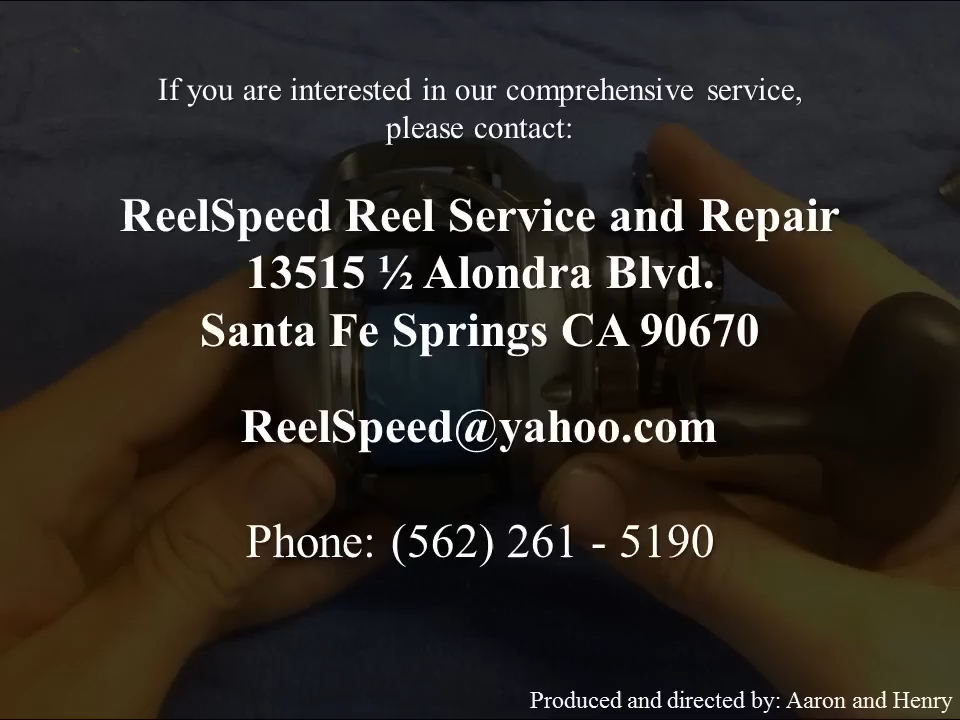 If you are interested in our comprehensive service,
please contact:
ReelSpeed Reel Service and Repair
13515 ½ Alondra Blvd.
Santa Fe Springs CA 90670
ReelSpeed@yahoo.com
Phone: (562) 261 - 5190
Produced and directed by: Aaron and Henry